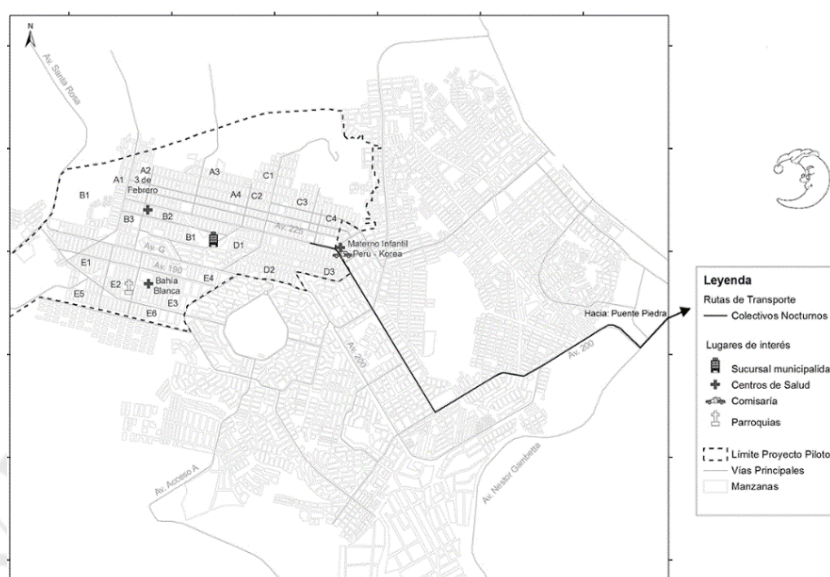 N
Av. Santa Rosa
A2
3 de
Febrero
A1
A3
C1
B1
A4
C2
C3
B3
B2
C4
Av. 225
B1
D1
Av. G
Materno Infantil
Peru - Korea
E1
Av. 190
E4
D2
D3
E2
Bahía
Blanca
E5
E3
E6
Av. 200
Hacia: Puente Piedra
Av. 200
Av. Acceso A
Av. Nestor Gambetta
Leyenda
Rutas de Transporte
Colectivos Nocturnos
Lugares de interés
Sucursal municipalida
Centros de Salud
Comisaría
Parroquias
Límite Proyecto Piloto
Vías Principales
Manzanas